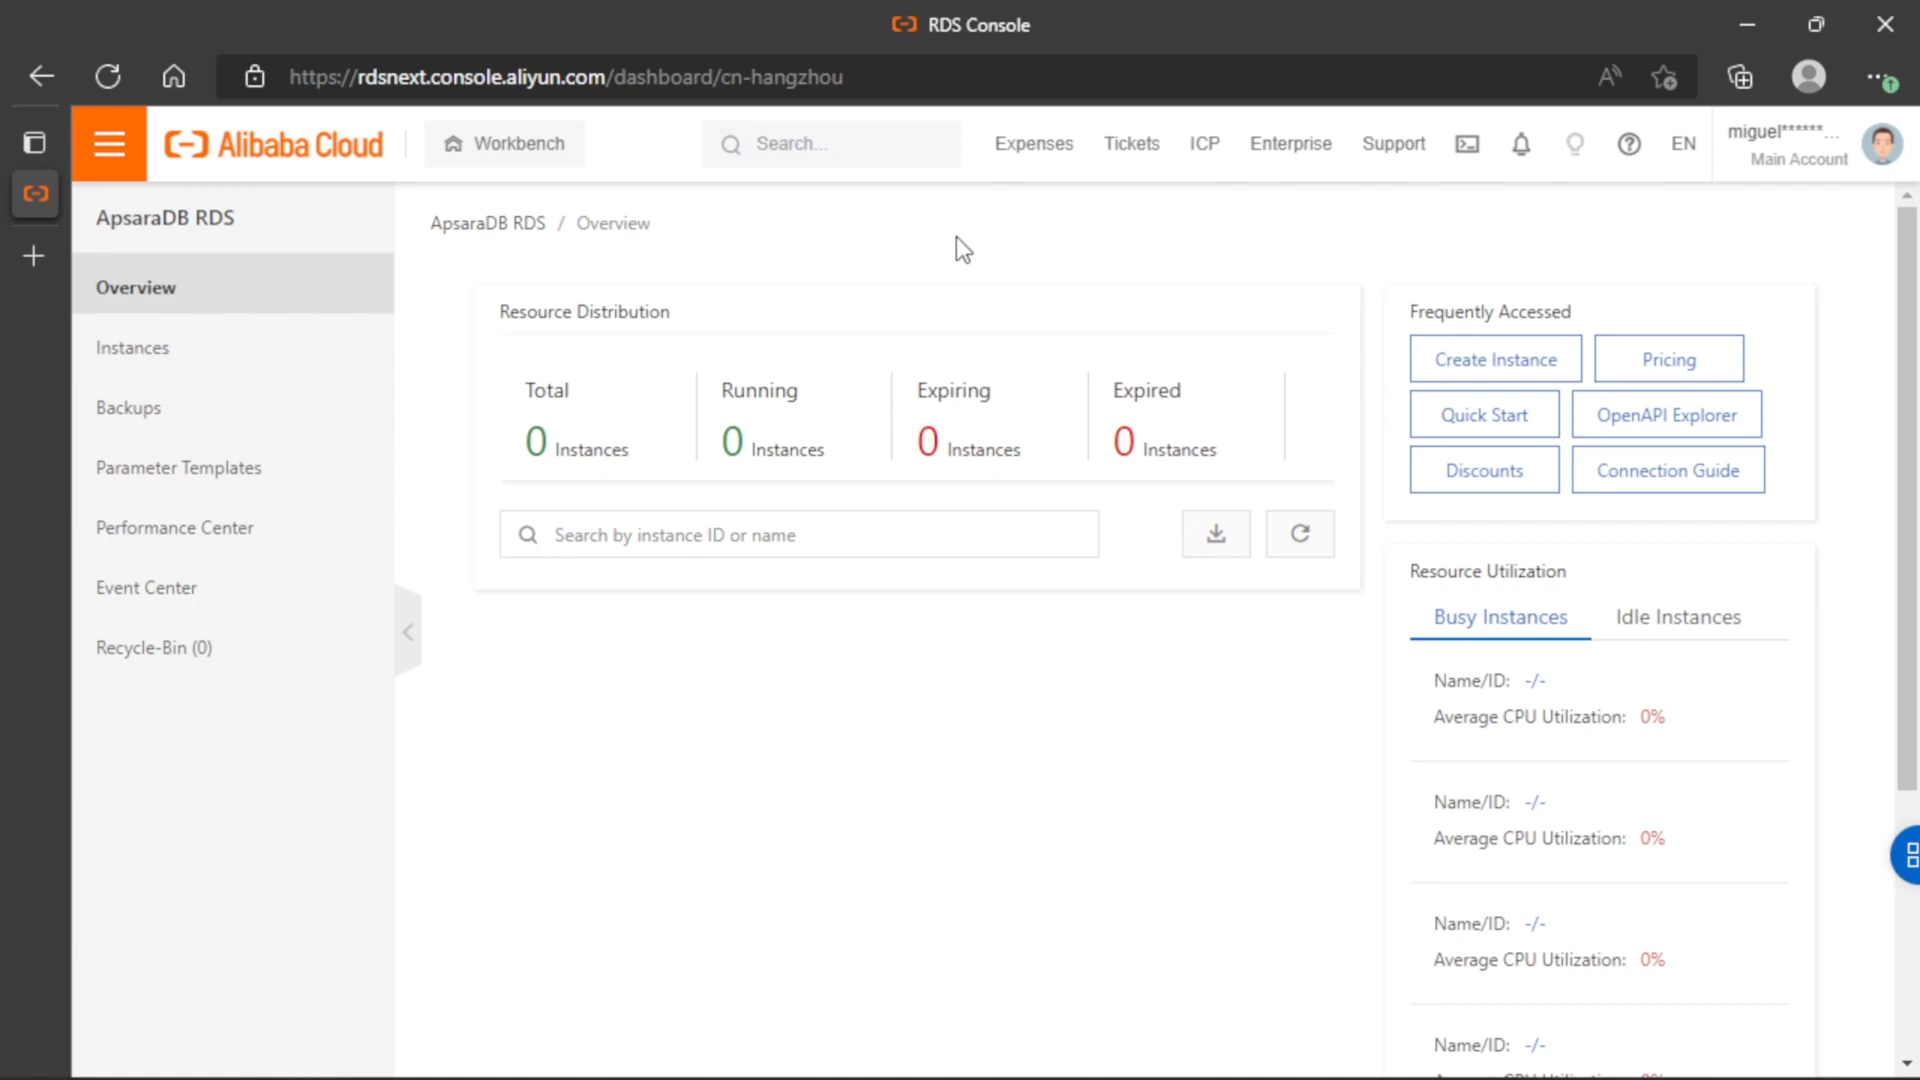 RDS Console
https://rdsnext.console.aliyun.com/dashboard/cn-hangzhou
Alibaba Cloud
Workbench
Search...
Expenses
Tickets
ICP
Enterprise
Support
EN
miguel******...
Main Account
ApsaraDB RDS
Overview
Instances
Backups
Parameter Templates
Performance Center
Event Center
Recycle-Bin (0)
ApsaraDB RDS / Overview
Resource Distribution
Total
0 Instances
Running
0 Instances
Expiring
0 Instances
Expired
0 Instances
Search by instance ID or name
Frequently Accessed
Create Instance
Pricing
Quick Start
OpenAPI Explorer
Discounts
Connection Guide
Resource Utilization
Busy Instances
Idle Instances
Name/ID: -/-
Average CPU Utilization: 0%
Name/ID: -/-
Average CPU Utilization: 0%
Name/ID: -/-
Average CPU Utilization: 0%
Name/ID: -/-